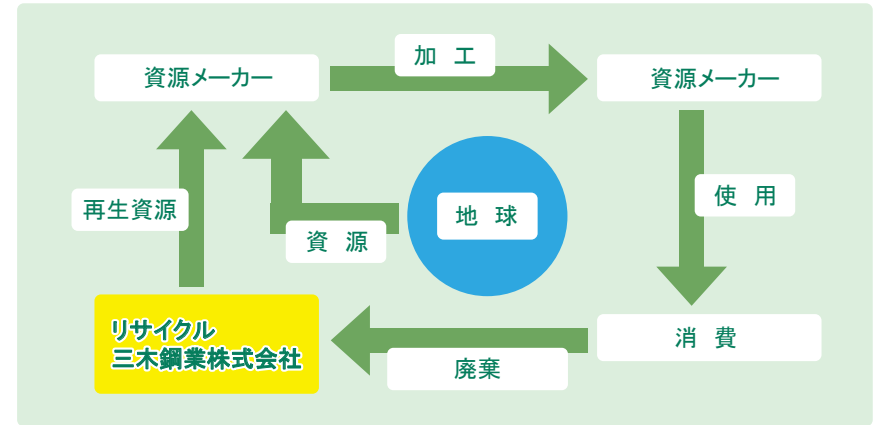 加 工
資源メーカー
資源メーカー
再生資源
使 用
地 球
資 源
リサイクル
三木鋼業株式会社
消 費
廃棄